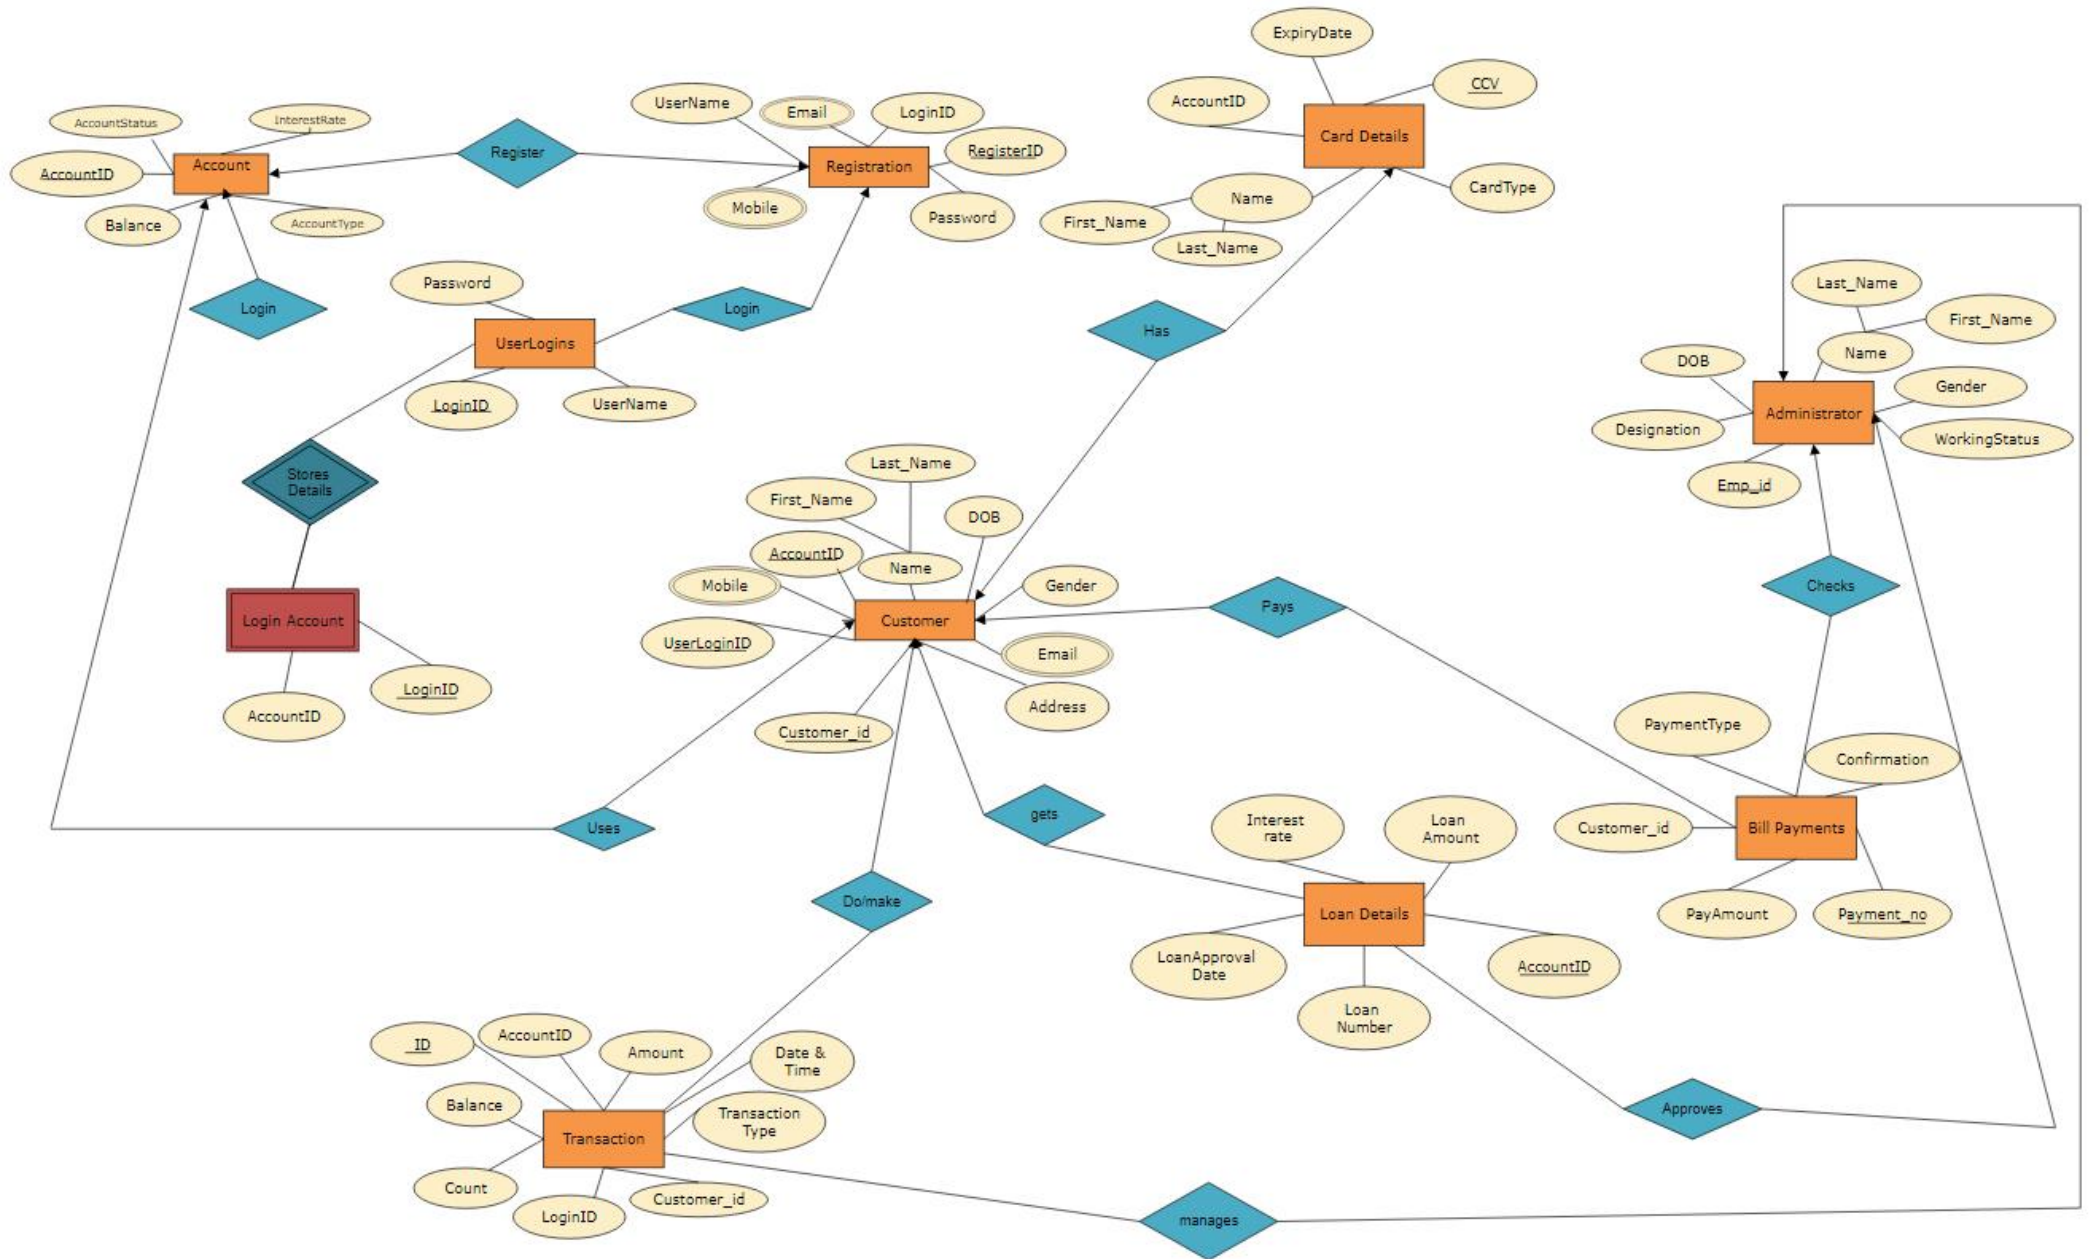 ExpiryDate
CCV
AccountID
Card Details
CardType
Name
First_Name
Last_Name
UserName
Email
LoginID
RegisterID
Registration
Mobile
Password
Register
AccountStatus
InterestRate
Account
AccountID
Balance
AccountType
Login
Password
UserLogins
LoginID
UserName
Login
Has
Last_Name
First_Name
Name
DOB
Gender
Administrator
Designation
WorkingStatus
Emp_id
Stores
Details
Login Account
LoginID
AccountID
Last_Name
First_Name
DOB
AccountID
Name
Mobile
Gender
Customer
UserLoginID
Email
Address
Customer_id
Pays
Checks
PaymentType
Confirmation
Customer_id
Bill Payments
PayAmount
Payment_no
Uses
gets
Do/make
Interest
rate
Loan
Amount
Loan Details
LoanApproval
Date
AccountID
Loan
Number
Approves
ID
AccountID
Amount
Date &
Time
Balance
Transaction
Type
Transaction
Count
LoginID
Customer_id
manages